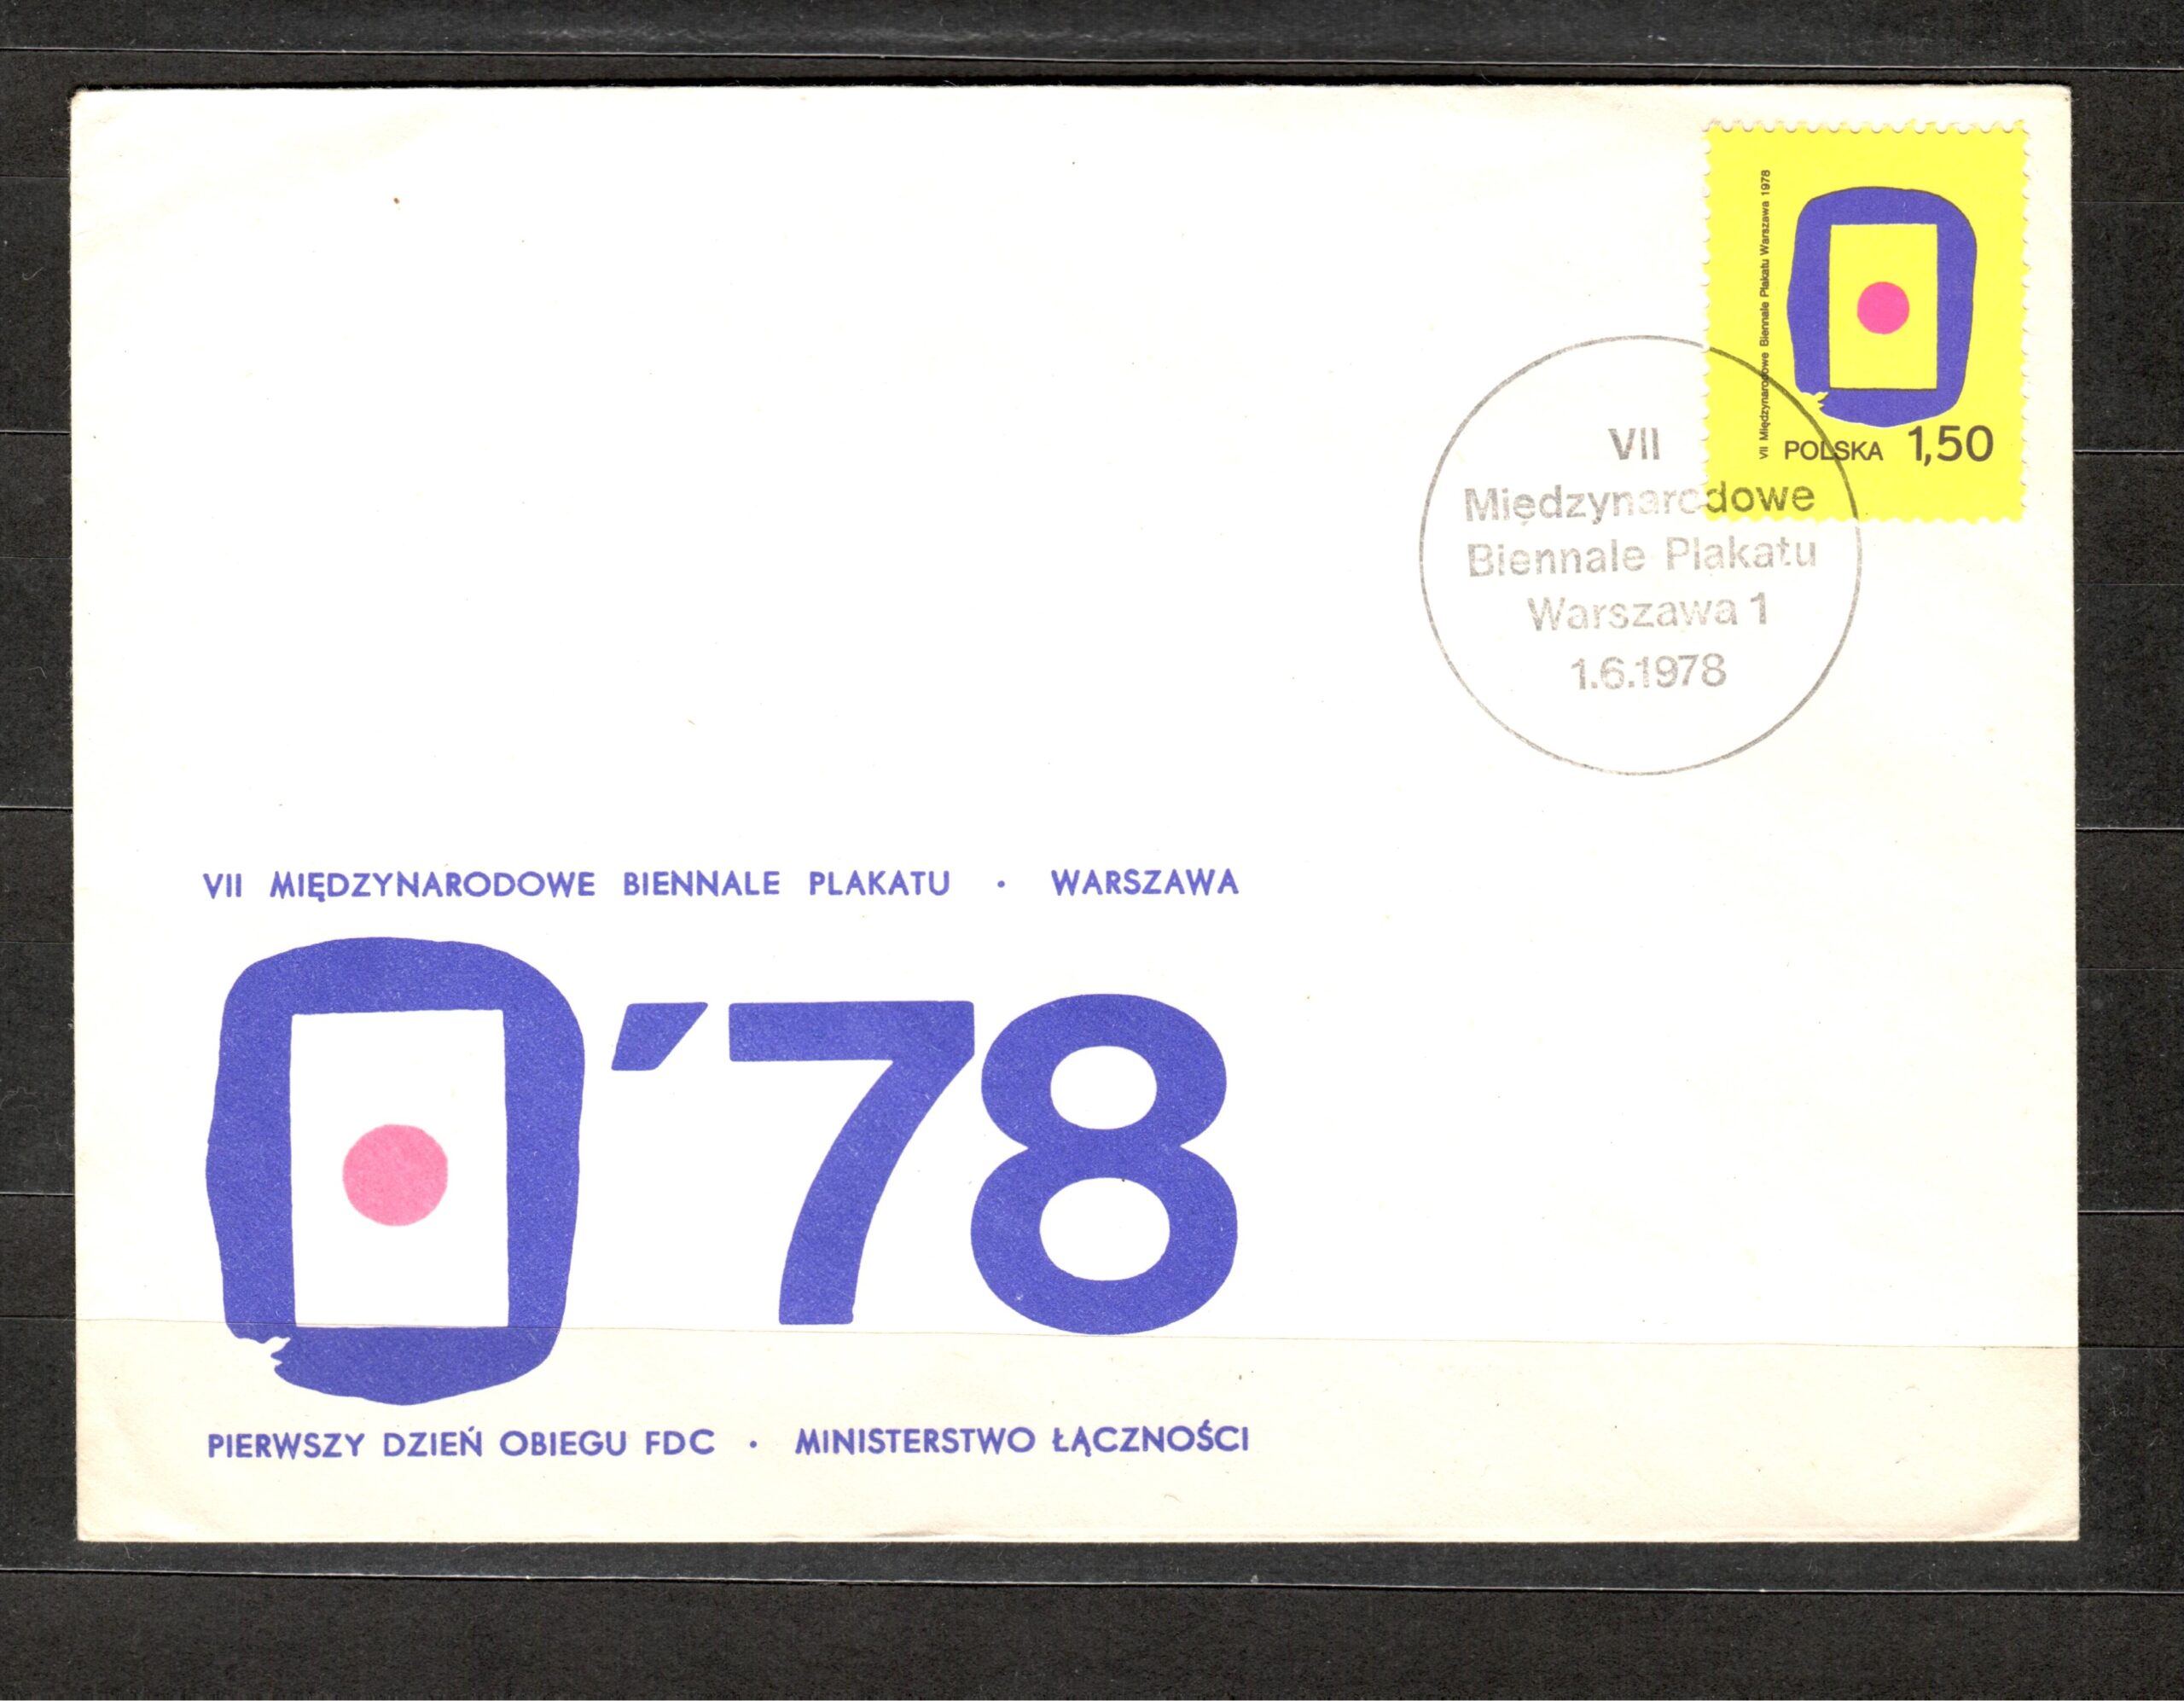 VII Międzynarodowe Biennale Plakatu Warszawa 1978
POLSKA 1,50
VII
Międzynarodowe
Biennale Plakatu
Warszawa 1
1.6.1978
VII MIĘDZYNARODOWE BIENNALE PLAKATU • WARSZAWA
'78
PIERWSZY DZIEŃ OBIEGU FDC • MINISTERSTWO ŁĄCZNOŚCI